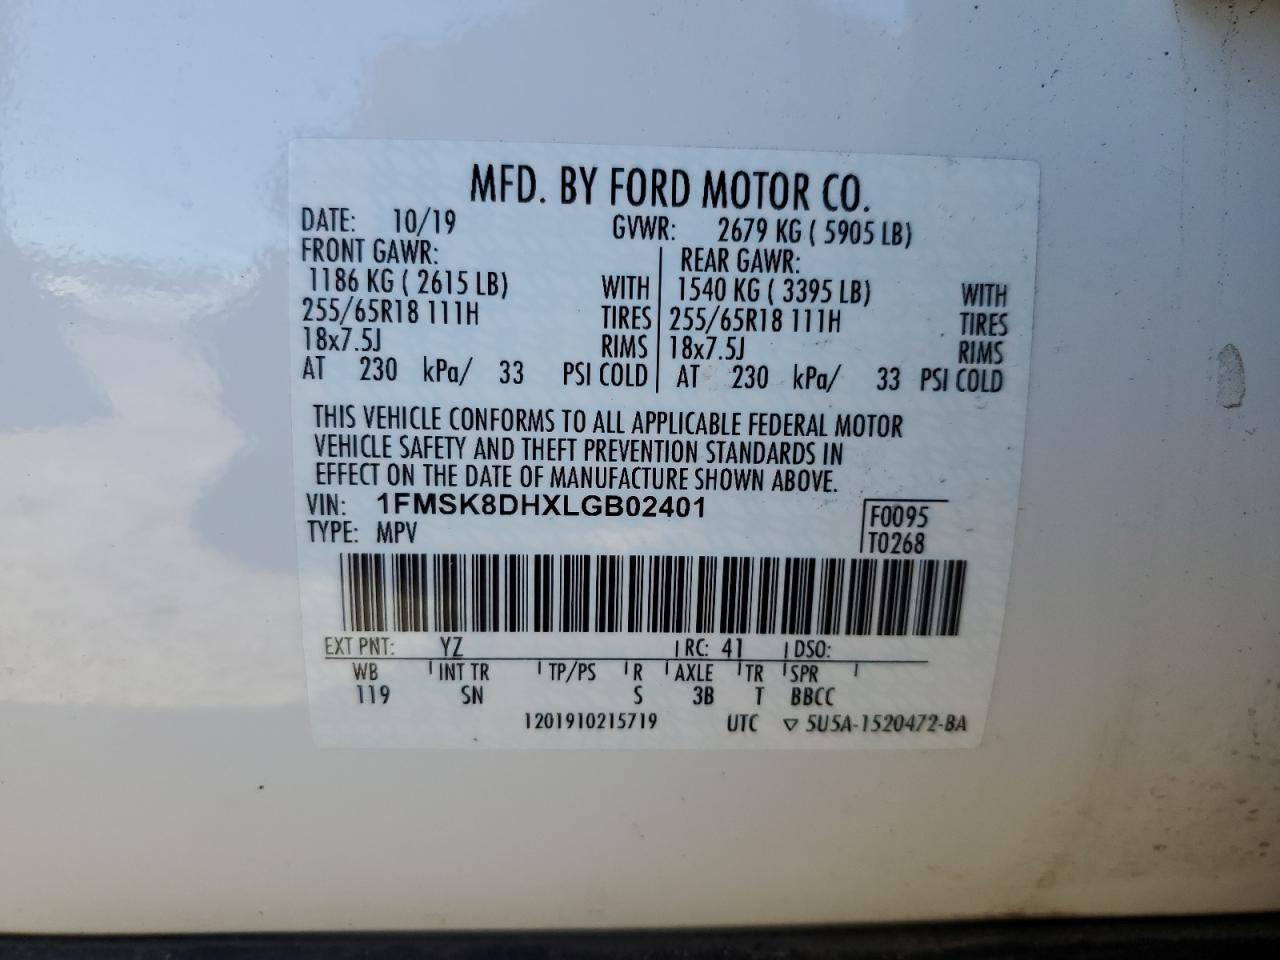 MFD. BY FORD MOTOR CO.
DATE: 10/19 GVWR: 2679 KG ( 5905 LB)
FRONT GAWR: REAR GAWR:
1186 KG ( 2615 LB) WITH 1540 KG ( 3395 LB) WITH
255/65R18 111H TIRES 255/65R18 111H TIRES
18x7.5J RIMS 18x7.5J RIMS
AT 230 kPa/ 33 PSI COLD AT 230 kPa/ 33 PSI COLD
THIS VEHICLE CONFORMS TO ALL APPLICABLE FEDERAL MOTOR
VEHICLE SAFETY AND THEFT PREVENTION STANDARDS IN
EFFECT ON THE DATE OF MANUFACTURE SHOWN ABOVE.
VIN: 1FMSK8DHXLGB02401 F0095
TYPE: MPV T0268
EXT PNT: YZ RC: 41 DSO:
WB INT TR TP/PS R AXLE TR SPR
119 SN S 3B T BBCC
1201910215719 UTC ▽ 5U5A-1520472-BA